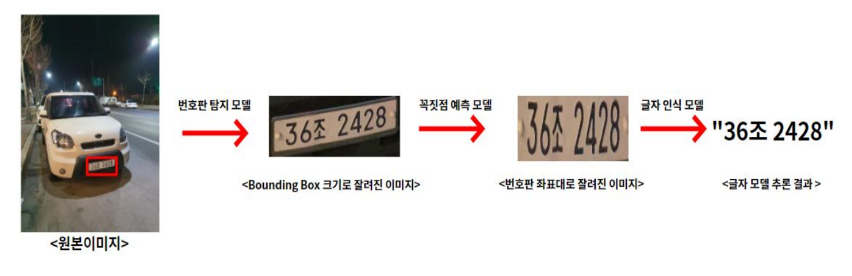 번호판 탐지 모델
꼭짓점 예측 모델
글자 인식 모델
36조 2428
36조 2428
"36조 2428"
<Bounding Box 크기로 잘려진 이미지>
<번호판 좌표대로 잘려진 이미지>
<글자 모델 추론 결과 >
<원본이미지>